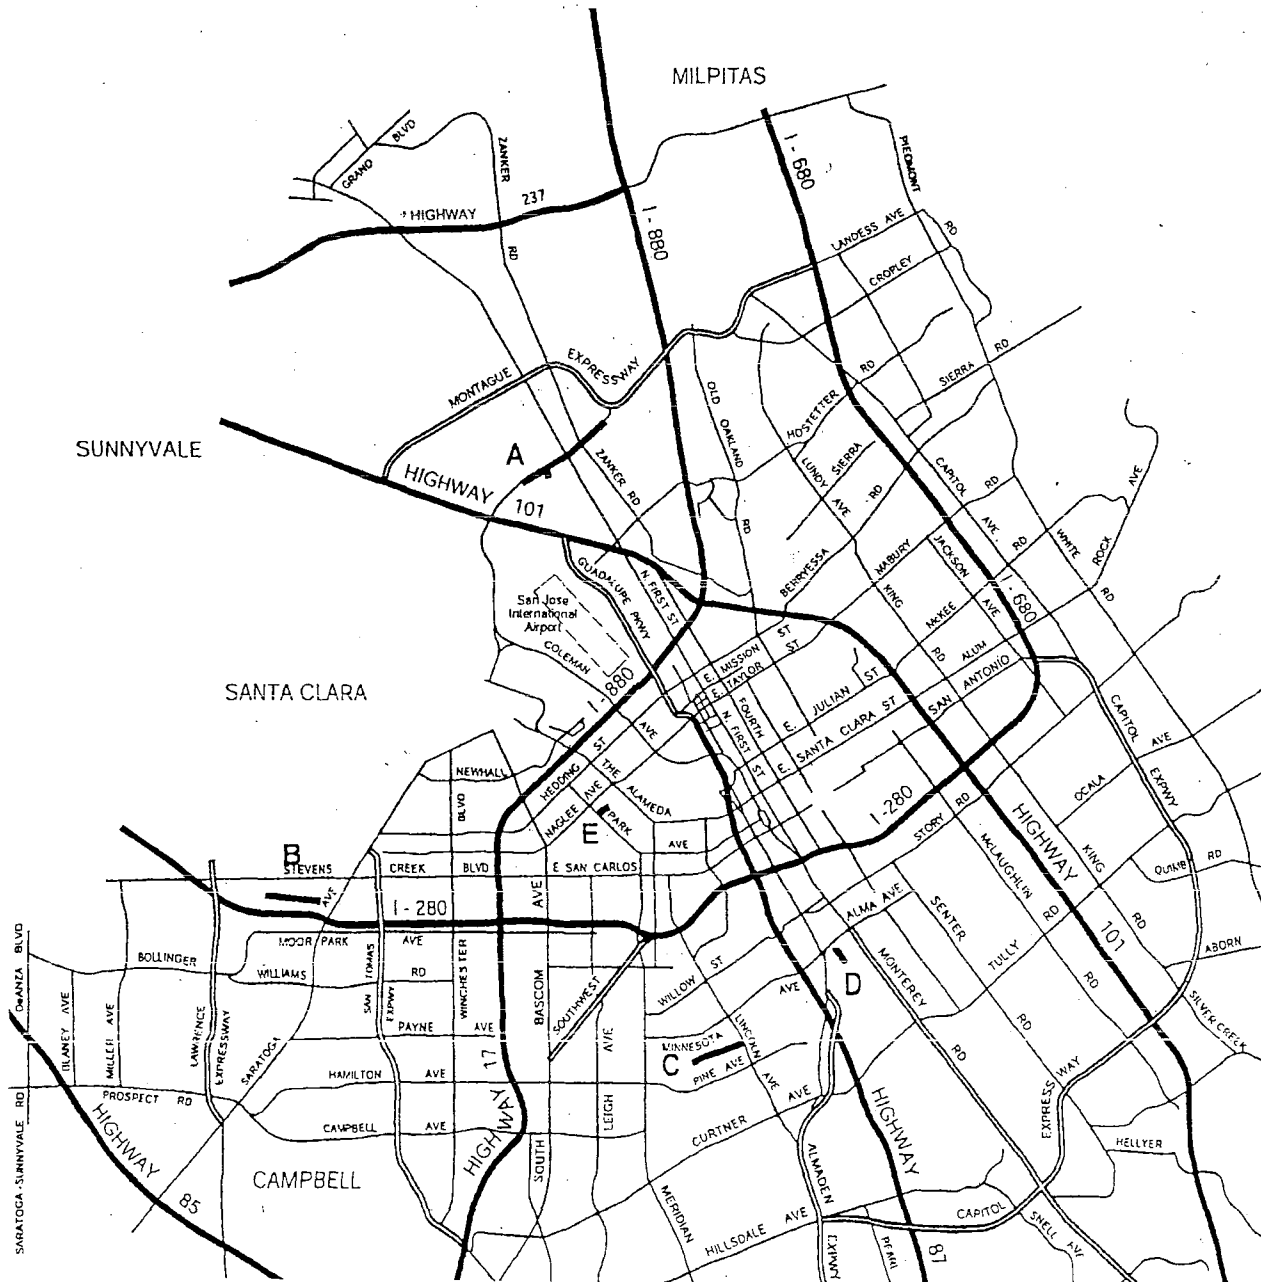 MILPITAS
GRAND BLVD
ZANKER RD
HIGHWAY 237
I - 880
I - 680
PIEDMONT RD
LANDESS AVE
CROPLEY
MONTAGUE EXPRESSWAY
SIERRA RD
HOSTETTER RD
OLD OAKLAND RD
SUNNYVALE
A
HIGHWAY 101
ZANKER RD
LUNDY AVE
SIERRA RD
CAPITOL AVE
WHITE RD
ROCK AVE
BERRYESSA
MABURY RD
JACKSON AVE
KING RD
McKEE RD
I - 680
GUADALUPE PKWY
N. FIRST ST
San Jose
International
Airport
COLEMAN AVE
E. MISSION ST
E. TAYLOR ST
ALUM
SAN ANTONIO
SANTA CLARA
I - 880
FOURTH
N. FIRST ST
E. JULIAN ST
E. SANTA CLARA ST
CAPITOL EXPWY
OCALA AVE
NEWHALL
HEDDING ST
THE ALAMEDA
NAGLEE AVE
PARK AVE
BLVD
E
B
STEVENS CREEK BLVD
E SAN CARLOS
I - 280
I - 280
STORY RD
McLAUGHLIN RD
HIGHWAY 101
KING RD
QUIMBY RD
ABORN
AVE
MOOR PARK AVE
BOLLINGER
WILLIAMS RD
SAN TOMAS EXPWY
WINCHESTER
BASCOM AVE
SOUTHWEST
WILLOW ST
ALMA AVE
SENTER RD
TULLY RD
MONTEREY RD
D
SILVER CREEK
DeANZA BLVD
DELANEY AVE
MILLER AVE
LAWRENCE EXPRESSWAY
SARATOGA
PAYNE AVE
HAMILTON AVE
CAMPBELL AVE
HIGHWAY 17
LEIGH AVE
MINNESOTA AVE
C
LINCOLN AVE
PINE AVE
CURTNER AVE
HIGHWAY 87
PROSPECT RD
HIGHWAY 85
CAMPBELL
SOUTH
MERIDIAN
HILLSDALE AVE
ALMADEN EXPWY
PEARL
CAPITOL EXPRESS WAY
SNELL AVE
HELLYER
SARATOGA - SUNNYVALE RD